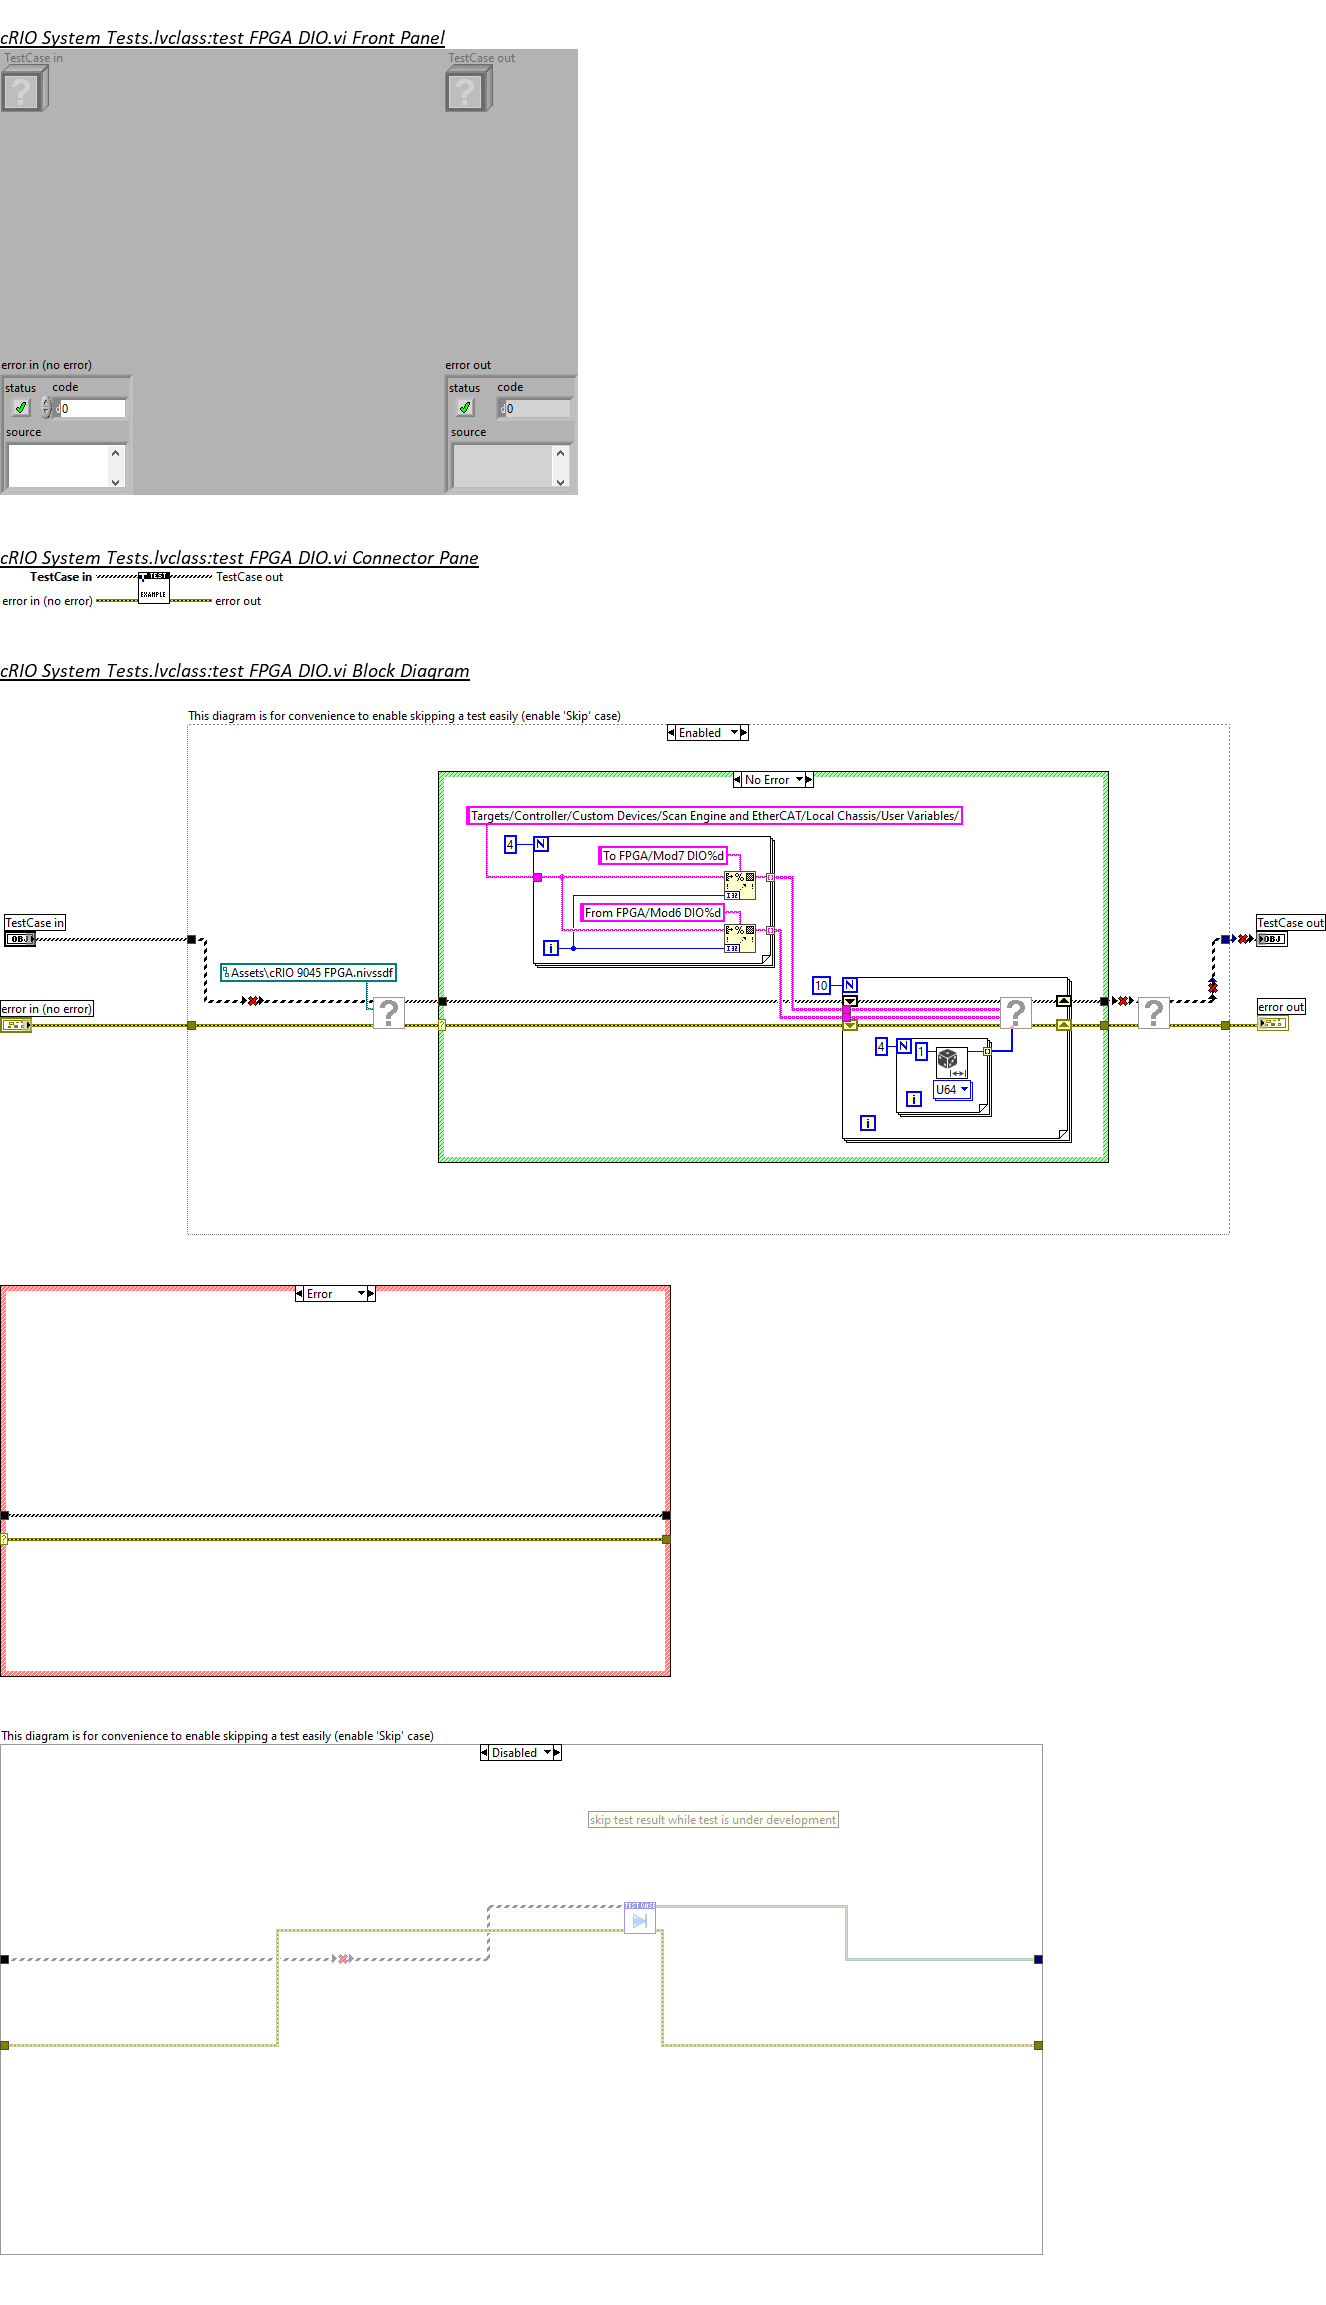 cRIO System Tests.lvclass:test FPGA DIO.vi Front Panel
TestCase in
TestCase out
?
?
error in (no error)
error out
status
code
status
code
d
0
d
0
source
source
cRIO System Tests.lvclass:test FPGA DIO.vi Connector Pane
TestCase in
TEST
TestCase out
error in (no error)
EXAMPLE
error out
cRIO System Tests.lvclass:test FPGA DIO.vi Block Diagram
This diagram is for convenience to enable skipping a test easily (enable 'Skip' case)
Enabled
No Error
Targets/Controller/Custom Devices/Scan Engine and EtherCAT/Local Chassis/User Variables/
4
N
To FPGA/Mod7 DIO%d
%
I32
From FPGA/Mod6 DIO%d
%
i
I32
TestCase in
OBJ
TestCase out
OBJ
Assets\cRIO 9045 FPGA.nivssdf
10
N
error in (no error)
?
?
?
?
error out
4
N
1
U64
i
i
Error
?
This diagram is for convenience to enable skipping a test easily (enable 'Skip' case)
Disabled
skip test result while test is under development
TEST CASE